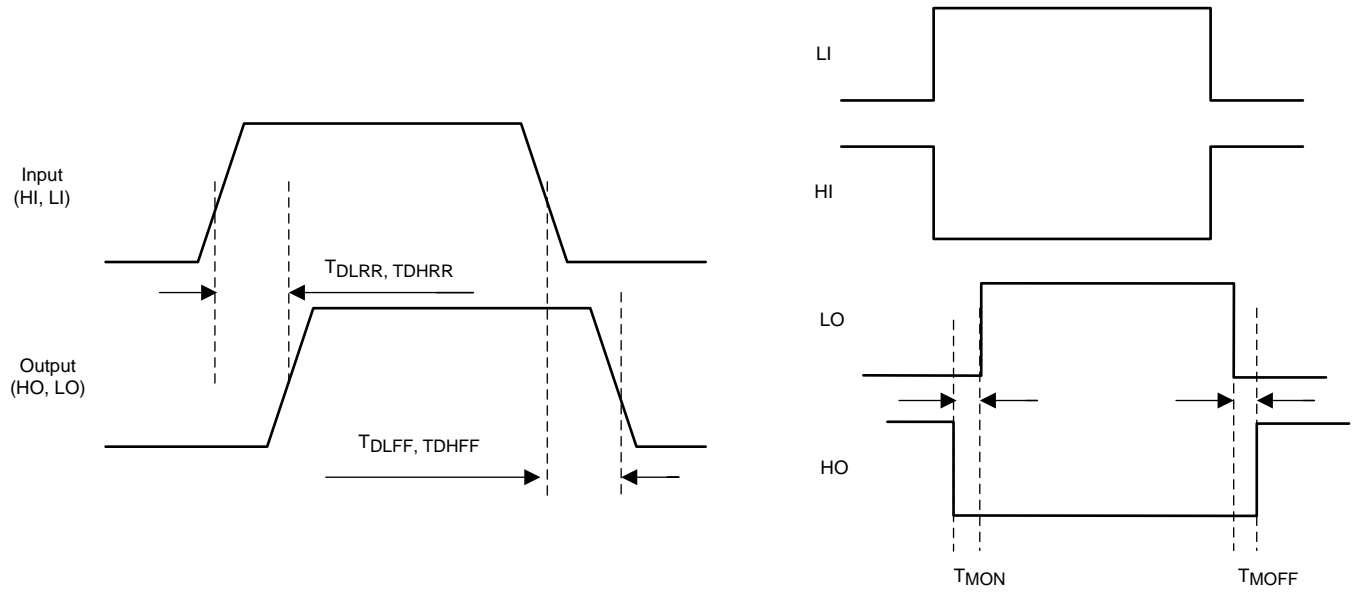 Input
(HI, LI)
TDLRR, TDHRR
Output
(HO, LO)
TDLFF, TDHFF
LI
HI
LO
HO
TMON
TMOFF